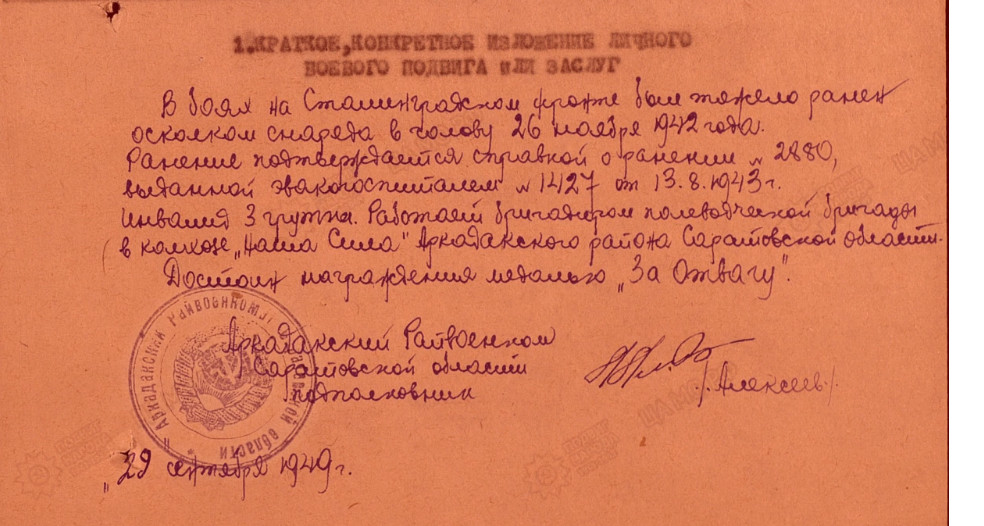 1. КРАТКОЕ, КОНКРЕТНОЕ ИЗЛОЖЕНИЕ ЛИЧНОГО
БОЕВОГО ПОДВИГА ИЛИ ЗАСЛУГ
В боях на Сталинградском фронте был тяжело ранен
осколком снаряда в голову 26 ноября 1942 года.
Ранение подтверждается справкой о ранении № 2880,
выданной эвакогоспиталем № 1427 от 13.8.1943 г.
Инвалид 3 группы. Работает бригадиром полеводческой бригады
в колхозе „Наша Сила" Аркадакского района Саратовской области.
Достоин награждения медалью „За Отвагу".
Аркадакский Райвоенком
Саратовской области
подполковник
/Алексеев/.
„29 сентября 1949 г.
Аркадакский Райвоенкомат
области